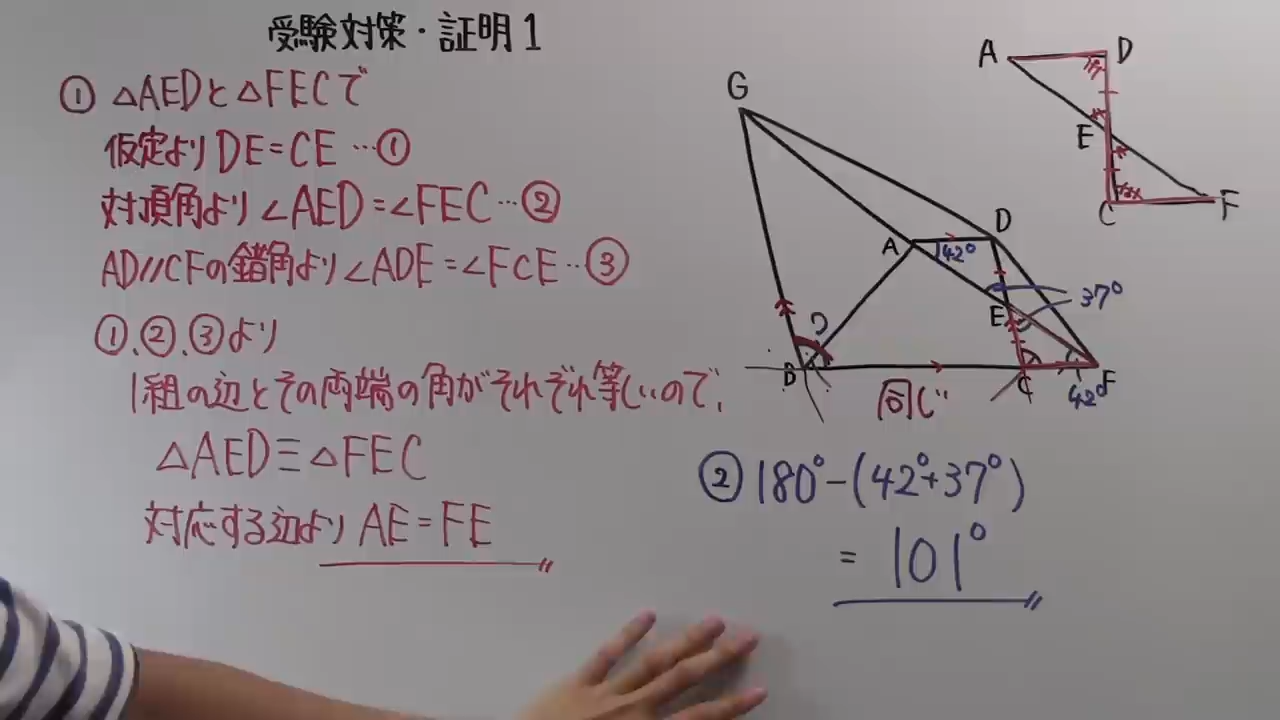 受験対策・証明1
① △AEDと△FECで
仮定より DE=CE …①
対頂角より ∠AED=∠FEC…②
AD//CFの錯角より ∠ADE=∠FCE…③
①、②、③より
1組の辺とその両端の角がそれぞれ等しいので、
△AED≡△FEC
対応する辺より AE=FE
A
D
E
C
F
G
A
D
42°
37°
E
B
C
F
42°
同じ
② 180°-(42°+37°)
= 101°